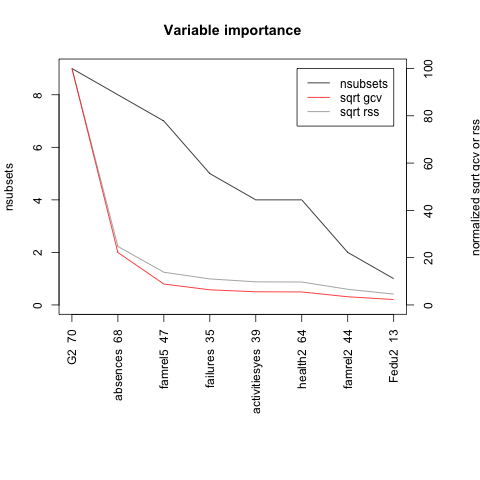 Variable importance
nsubsets
sqrt gcv
sqrt rss
nsubsets
0
2
4
6
8
0
20
40
60
80
100
normalized sqrt gcv or rss
G2 70
absences 68
famrel5 47
failures 35
activitiesyes 39
health2 64
famrel2 44
Fedu2 13